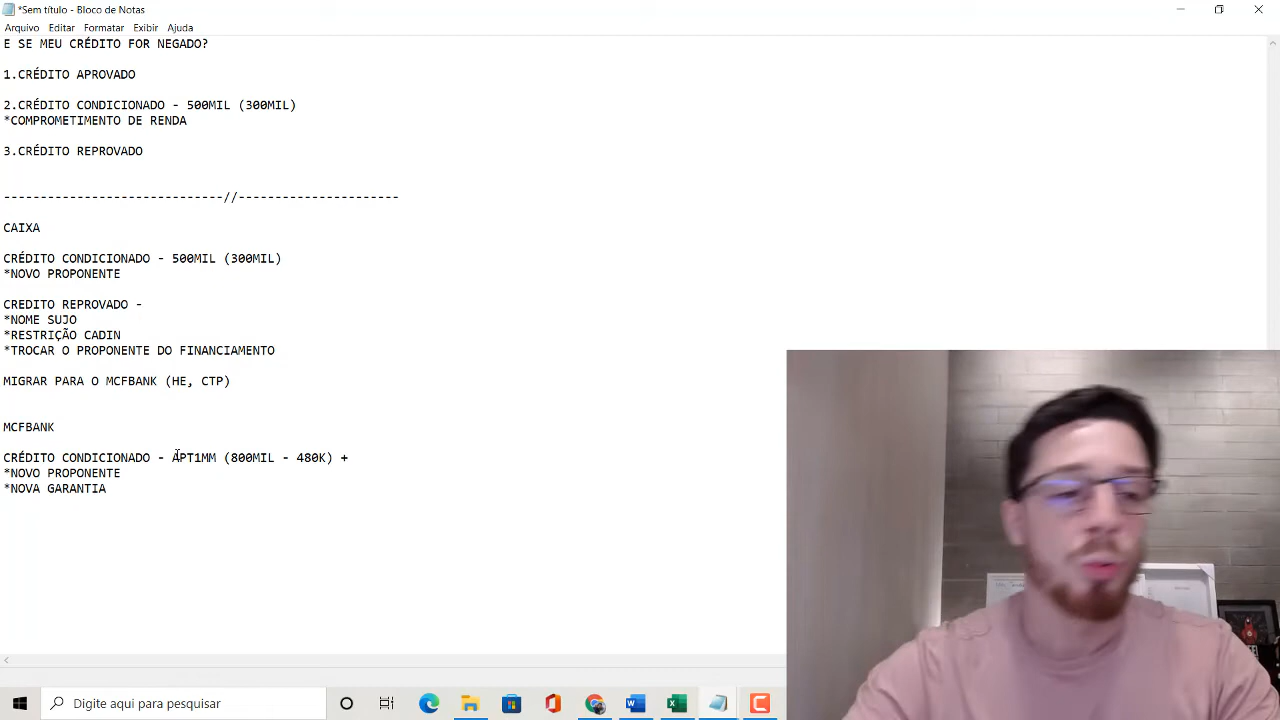 *Sem título - Bloco de Notas
Arquivo Editar Formatar Exibir Ajuda
E SE MEU CRÉDITO FOR NEGADO?
1.CRÉDITO APROVADO
2.CRÉDITO CONDICIONADO - 500MIL (300MIL)
*COMPROMETIMENTO DE RENDA
3.CRÉDITO REPROVADO
------------------------------//----------------------
CAIXA
CRÉDITO CONDICIONADO - 500MIL (300MIL)
*NOVO PROPONENTE
CREDITO REPROVADO -
*NOME SUJO
*RESTRIÇÃO CADIN
*TROCAR O PROPONENTE DO FINANCIAMENTO
MIGRAR PARA O MCFBANK (HE, CTP)
MCFBANK
CRÉDITO CONDICIONADO - APT1MM (800MIL - 480K) +
*NOVO PROPONENTE
*NOVA GARANTIA
Digite aqui para pesquisar